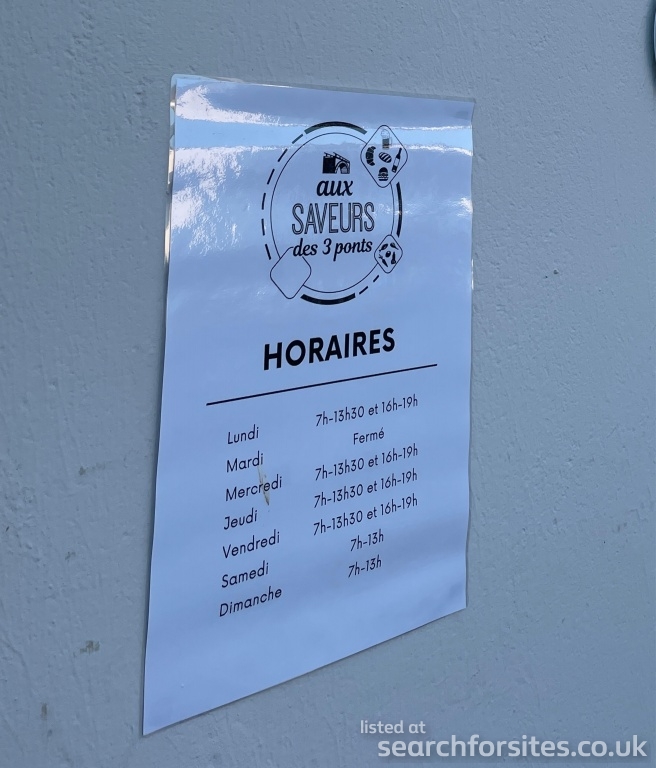 aux
SAVEURS
des 3 ponts
HORAIRES
Lundi 7h-13h30 et 16h-19h
Mardi Fermé
Mercredi 7h-13h30 et 16h-19h
Jeudi 7h-13h30 et 16h-19h
Vendredi 7h-13h30 et 16h-19h
Samedi 7h-13h
Dimanche 7h-13h
listed at
searchforsites.co.uk